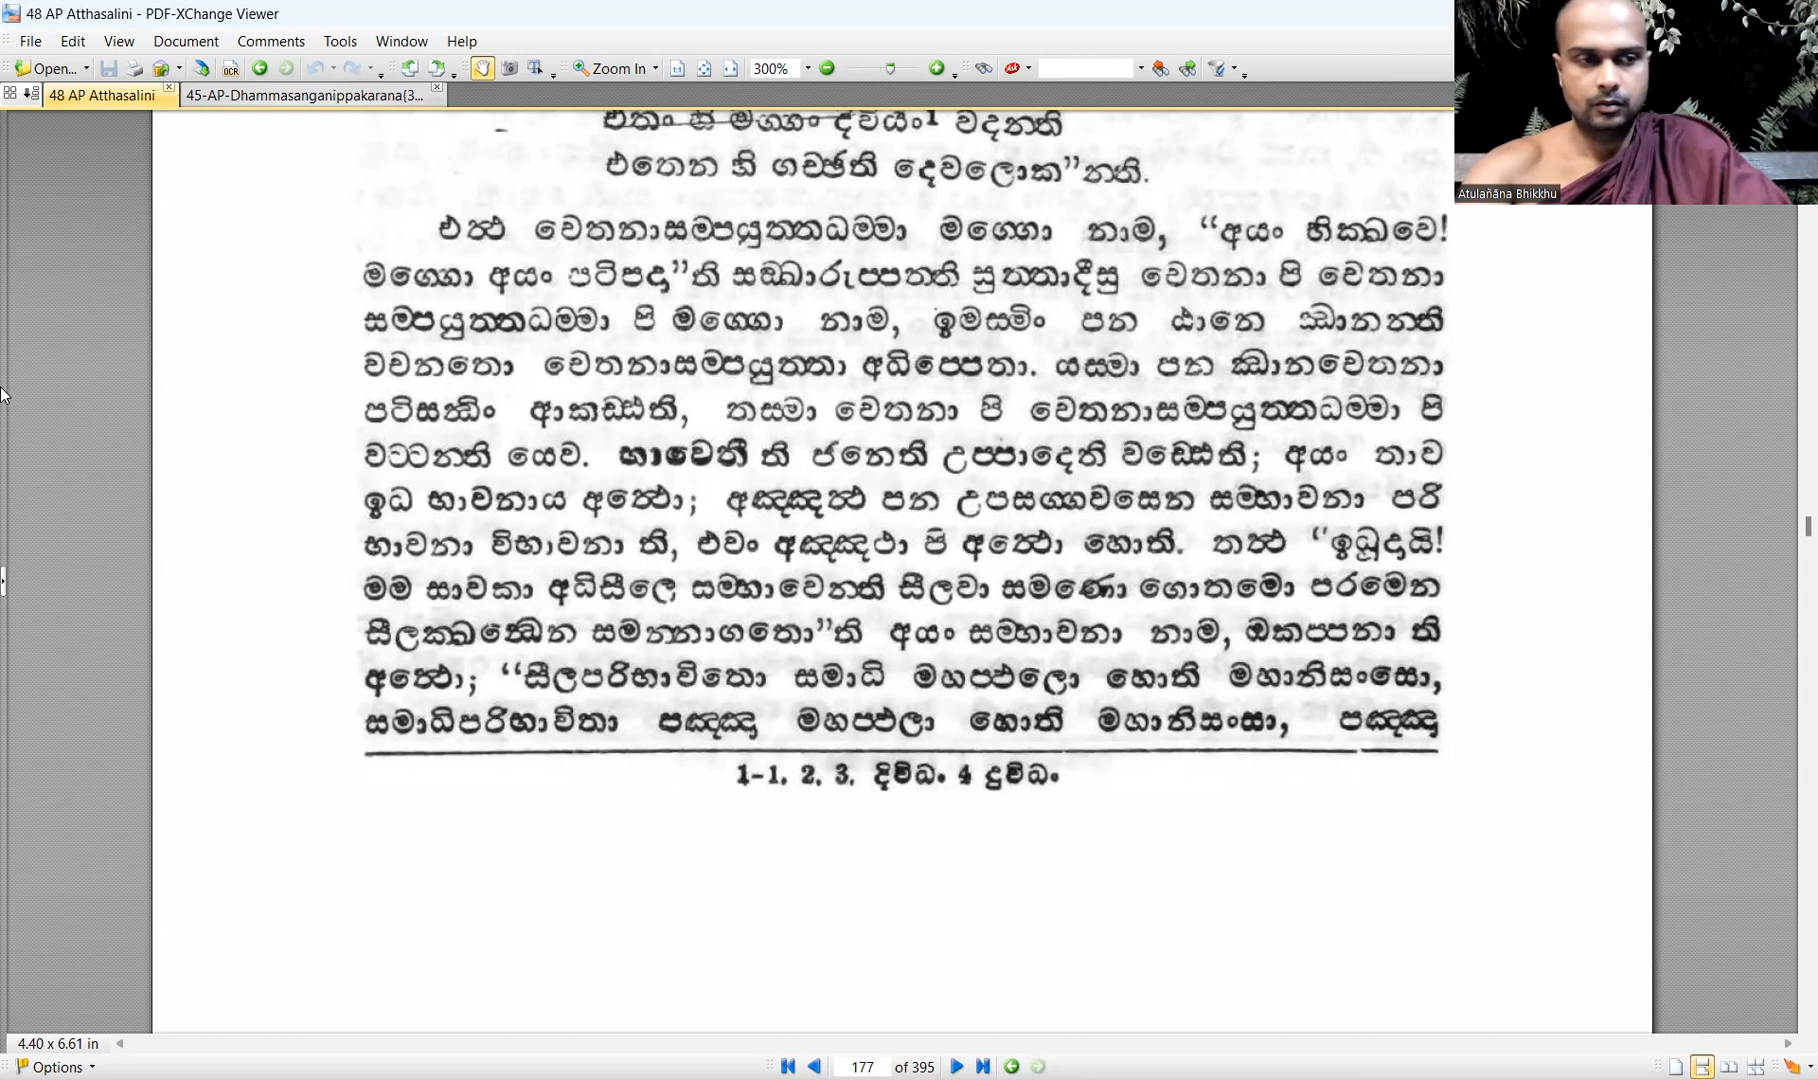 48 AP Atthasalini - PDF-XChange Viewer
File Edit View Document Comments Tools Window Help
Open... OCR Zoom In 300%
48 AP Atthasalini 45-AP-Dhammasanganippakarana{3...
Atulañāna Bhikkhu
එතං හි මග්ගං දිවියං1 වදන්ති
එතෙන හි ගච්ඡති දෙවලොක”න්ති.
එත්ථ චෙතනාසම්පයුත්තධම්මා මග්ගො නාම, “අයං භික්ඛවෙ!
මග්ගො අයං පටිපදා”ති සඞ්ඛාරුප්පත්ති සුත්තාදීසු චෙතනා පි චෙතනා
සම්පයුත්තධම්මා පි මග්ගො නාම, ඉමස්මිං පන ඨානෙ ඣානන්ති
වචනතො චෙතනාසම්පයුත්තා අධිප්පෙතා. යස්මා පන ඣානචෙතනා
පටිසන්ධිං ආකඩ්ඪති, තස්මා චෙතනා පි චෙතනාසම්පයුත්තධම්මා පි
වට්ටන්ති යෙව. භාවෙතී ති ජනෙති උප්පාදෙති වඩ්ඪෙති; අයං තාව
ඉධ භාවනාය අත්ථො; අඤ්ඤත්ථ පන උපසග්ගවසෙන සම්භාවනා පරි
භාවනා විභාවනා ති, එවං අඤ්ඤථා පි අත්ථො හොති. තත්ථ “ඉධූදායි!
මම සාවකා අධිසීලෙ සම්භාවෙන්ති සීලවා සමණො ගොතමො පරමෙන
සීලක්ඛන්ධෙන සමන්නාගතො”ති අයං සම්භාවනා නාම, ඔකප්පනා ති
අත්ථො; “සීලපරිභාවිතො සමාධි මහප්ඵලො හොති මහානිසංසො,
සමාධිපරිභාවිතා පඤ්ඤා මහප්ඵලා හොති මහානිසංසා, පඤ්ඤා
1-1. 2. 3. දිවිධං. 4 දුවිධං
4.40 x 6.61 in
Options 177 of 395